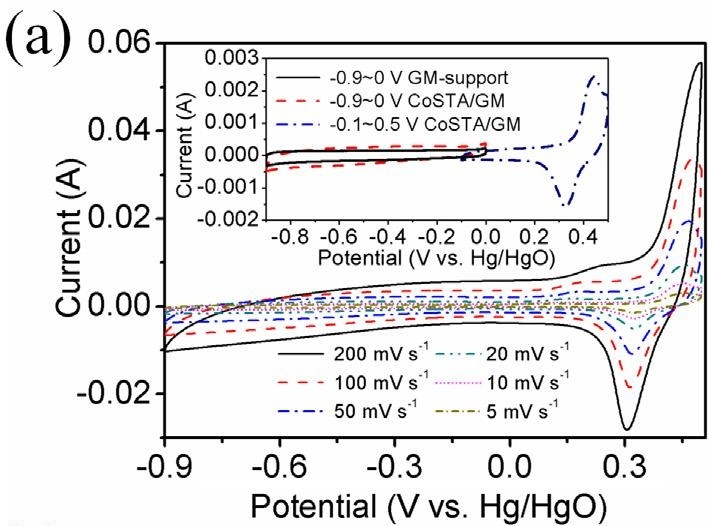 (a)
0.06
0.04
0.02
0.00
-0.02
Current (A)
0.003
0.002
0.001
0.000
-0.001
-0.002
Current (A)
-0.9~0 V GM-support
-0.9~0 V CoSTA/GM
-0.1~0.5 V CoSTA/GM
-0.8 -0.6 -0.4 -0.2 0.0 0.2 0.4
Potential (V vs. Hg/HgO)
200 mV s⁻¹ 20 mV s⁻¹
100 mV s⁻¹ 10 mV s⁻¹
50 mV s⁻¹ 5 mV s⁻¹
-0.9 -0.6 -0.3 0.0 0.3
Potential (V vs. Hg/HgO)